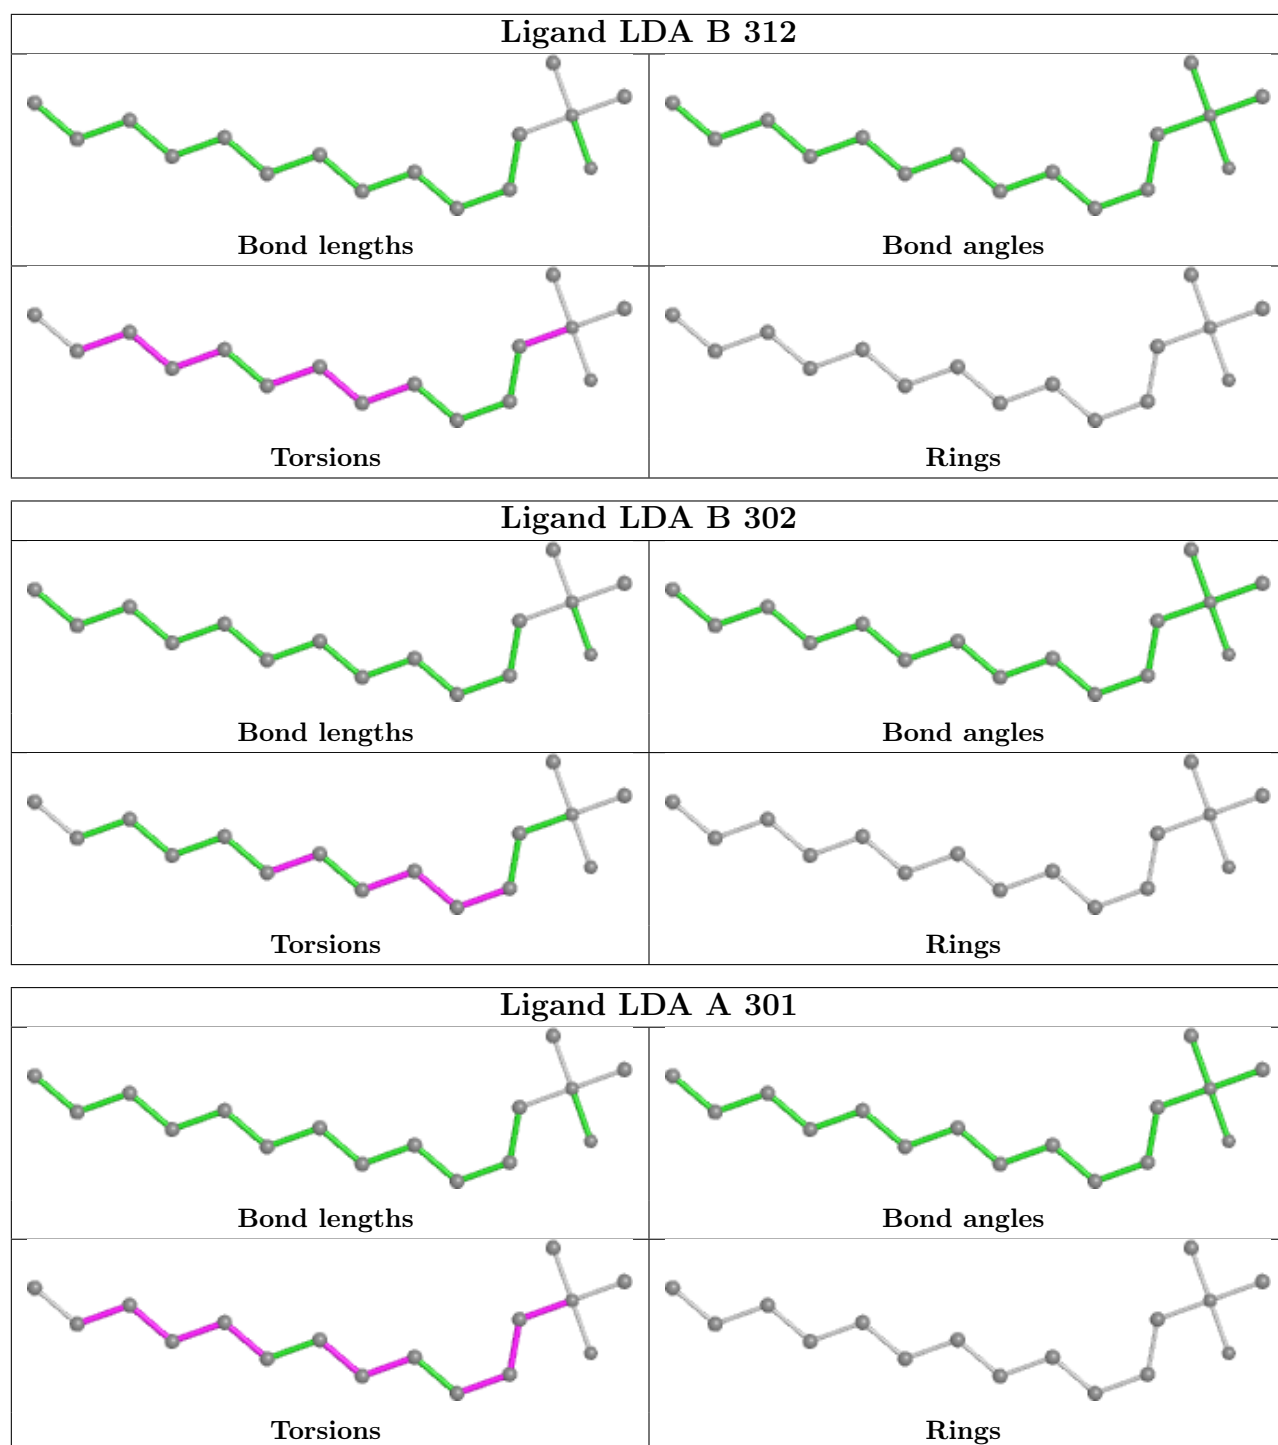 Ligand LDA B 312
Bond lengths
Bond angles
Torsions
Rings
Ligand LDA B 302
Bond lengths
Bond angles
Torsions
Rings
Ligand LDA A 301
Bond lengths
Bond angles
Torsions
Rings